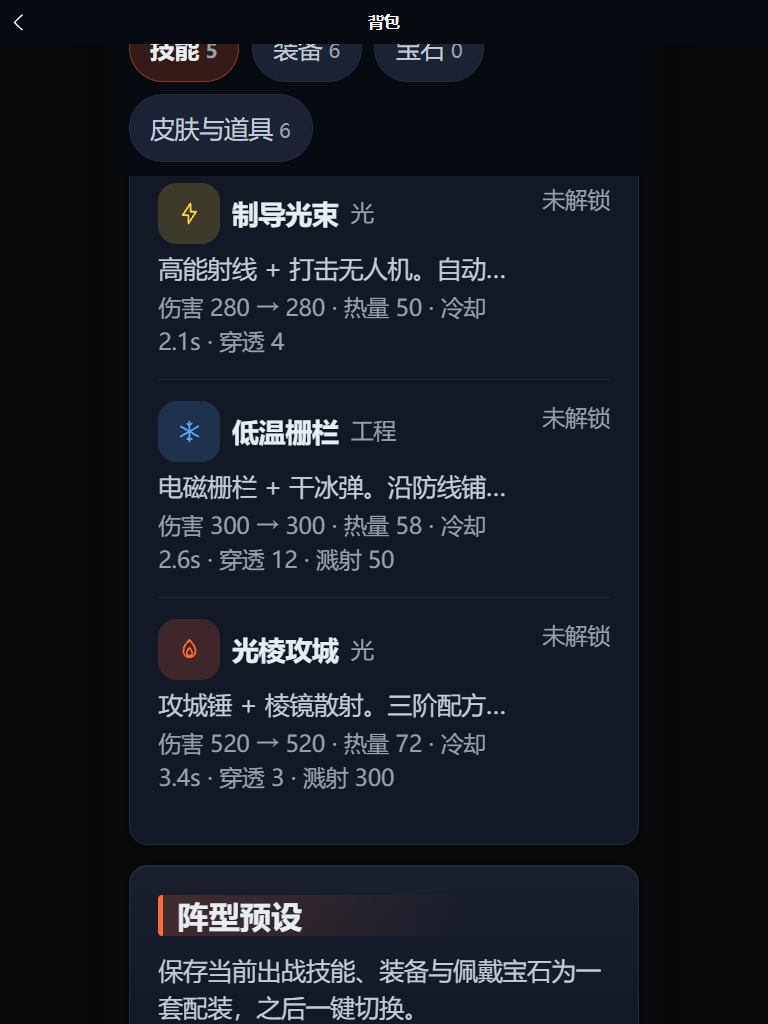 背包
技能 5
装备 6
宝石 0
皮肤与道具 6
制导光束 光
未解锁
高能射线 + 打击无人机。自动...
伤害 280 → 280 · 热量 50 · 冷却
2.1s · 穿透 4
低温栅栏 工程
未解锁
电磁栅栏 + 干冰弹。沿防线铺...
伤害 300 → 300 · 热量 58 · 冷却
2.6s · 穿透 12 · 溅射 50
光棱攻城 光
未解锁
攻城锤 + 棱镜散射。三阶配方...
伤害 520 → 520 · 热量 72 · 冷却
3.4s · 穿透 3 · 溅射 300
阵型预设
保存当前出战技能、装备与佩戴宝石为一
套配装，之后一键切换。